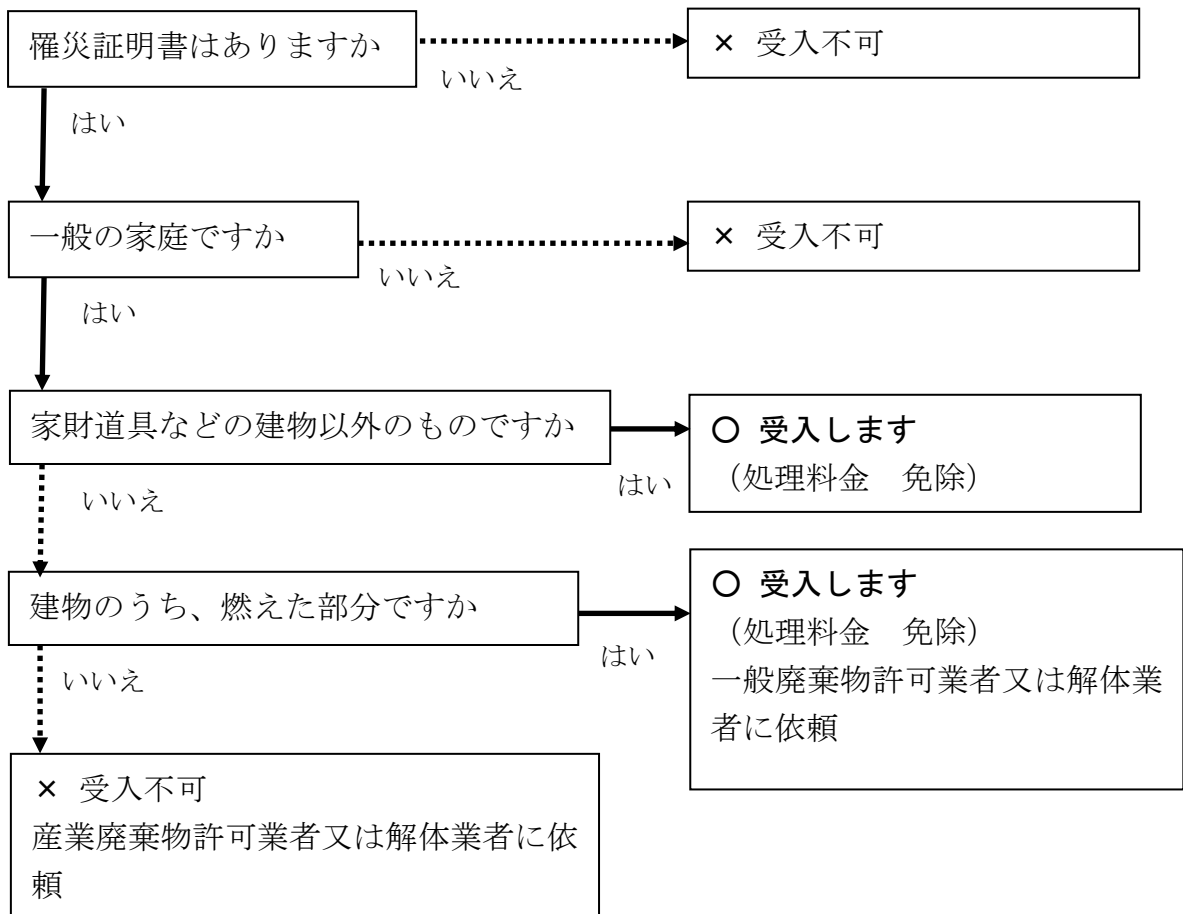 罹災証明書はありますか
いいえ
× 受入不可
はい
一般の家庭ですか
いいえ
× 受入不可
はい
家財道具などの建物以外のものですか
はい
〇 受入します
（処理料金　免除）
いいえ
建物のうち、燃えた部分ですか
はい
〇 受入します
（処理料金　免除）
一般廃棄物許可業者又は解体業
者に依頼
いいえ
× 受入不可
産業廃棄物許可業者又は解体業者に依
頼